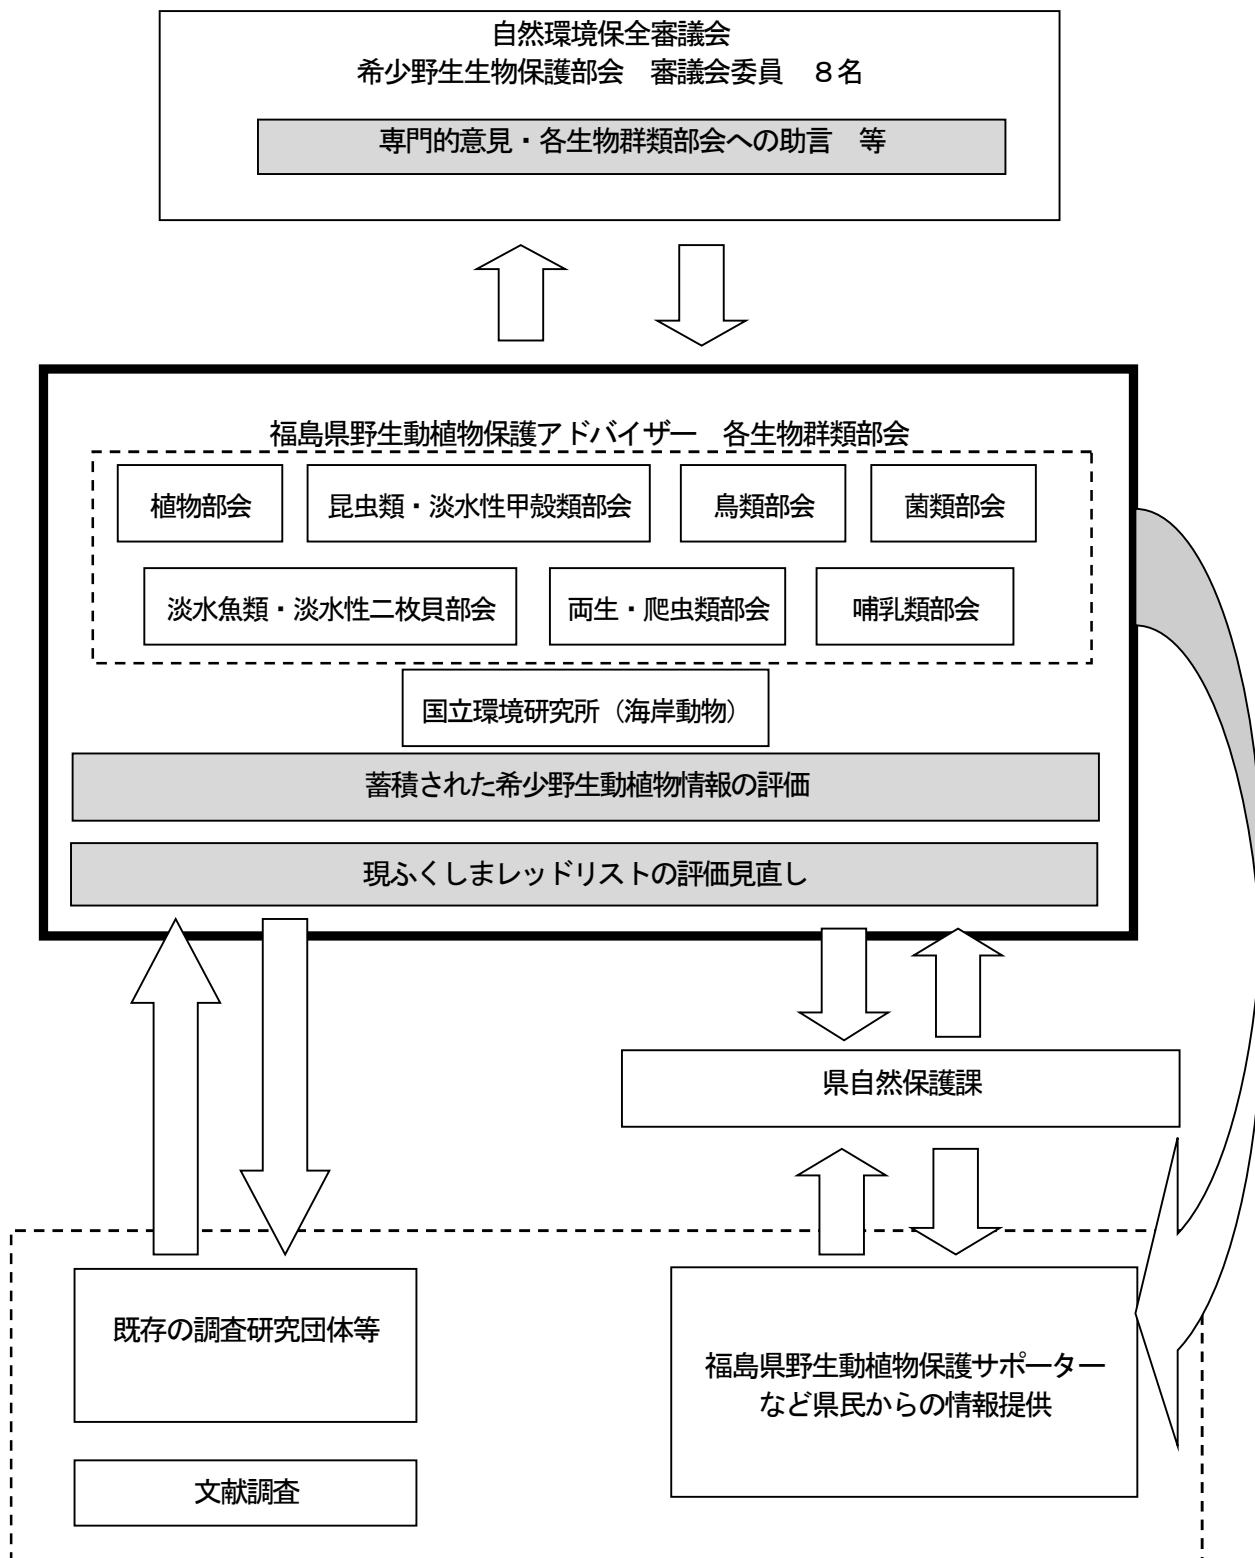 自然環境保全審議会
希少野生生物保護部会　審議会委員　８名
専門的意見・各生物群類部会への助言　等
福島県野生動植物保護アドバイザー　各生物群類部会
植物部会
昆虫類・淡水性甲殻類部会
鳥類部会
菌類部会
淡水魚類・淡水性二枚貝部会
両生・爬虫類部会
哺乳類部会
国立環境研究所（海岸動物）
蓄積された希少野生動植物情報の評価
現ふくしまレッドリストの評価見直し
県自然保護課
既存の調査研究団体等
福島県野生動植物保護サポーター
など県民からの情報提供
文献調査